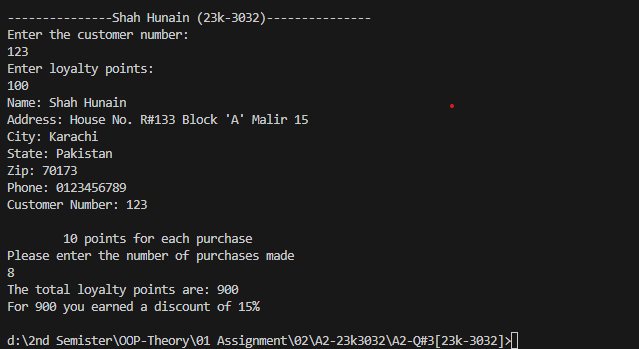 ---------------Shah Hunain (23k-3032)---------------
Enter the customer number:
123
Enter loyalty points:
100
Name: Shah Hunain
Address: House No. R#133 Block 'A' Malir 15
City: Karachi
State: Pakistan
Zip: 70173
Phone: 0123456789
Customer Number: 123
10 points for each purchase
Please enter the number of purchases made
8
The total loyalty points are: 900
For 900 you earned a discount of 15%
d:\2nd Semister\OOP-Theory\01 Assignment\02\A2-23k3032\A2-Q#3[23k-3032]>